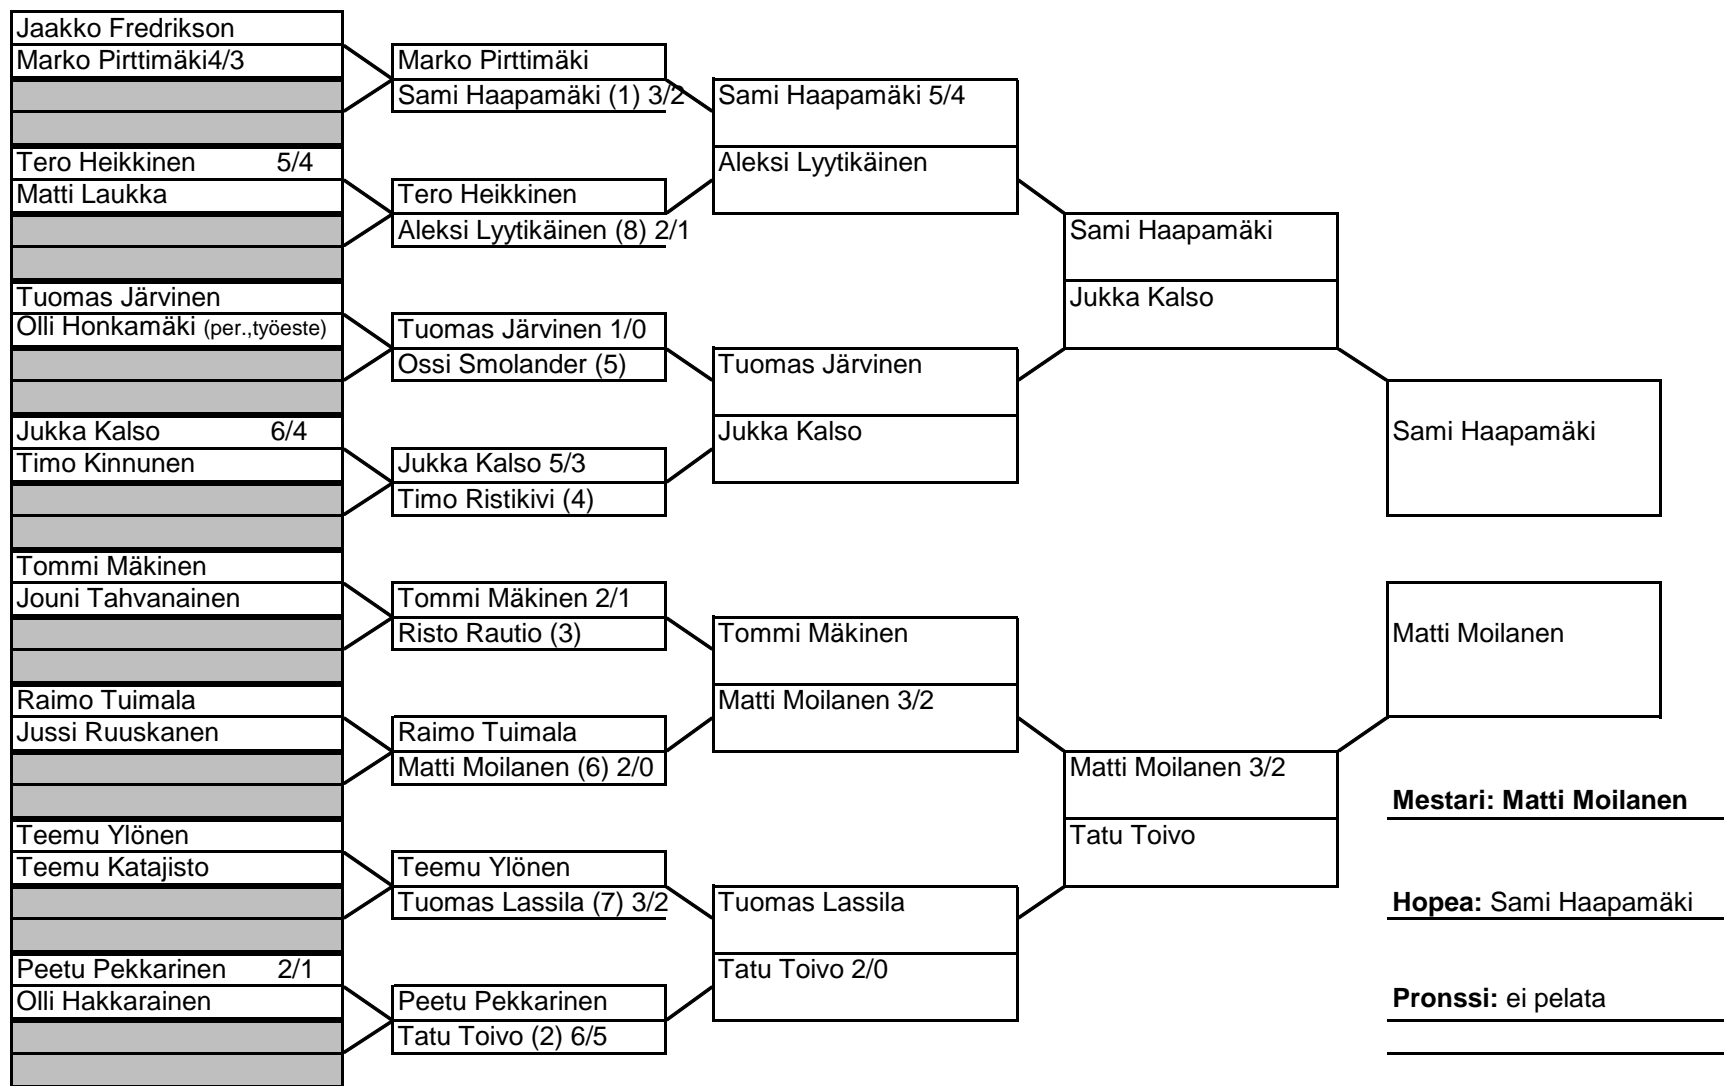 Jaakko Fredrikson
Marko Pirttimäki4/3
Tero Heikkinen 5/4
Matti Laukka
Tuomas Järvinen
Olli Honkamäki (per.,työeste)
Jukka Kalso 6/4
Timo Kinnunen
Tommi Mäkinen
Jouni Tahvanainen
Raimo Tuimala
Jussi Ruuskanen
Teemu Ylönen
Teemu Katajisto
Peetu Pekkarinen 2/1
Olli Hakkarainen
Marko Pirttimäki
Sami Haapamäki (1) 3/2
Tero Heikkinen
Aleksi Lyytikäinen (8) 2/1
Tuomas Järvinen 1/0
Ossi Smolander (5)
Jukka Kalso 5/3
Timo Ristikivi (4)
Tommi Mäkinen 2/1
Risto Rautio (3)
Raimo Tuimala
Matti Moilanen (6) 2/0
Teemu Ylönen
Tuomas Lassila (7) 3/2
Peetu Pekkarinen
Tatu Toivo (2) 6/5
Sami Haapamäki 5/4
Aleksi Lyytikäinen
Tuomas Järvinen
Jukka Kalso
Tommi Mäkinen
Matti Moilanen 3/2
Tuomas Lassila
Tatu Toivo 2/0
Sami Haapamäki
Jukka Kalso
Matti Moilanen 3/2
Tatu Toivo
Sami Haapamäki
Matti Moilanen
Mestari: Matti Moilanen
Hopea: Sami Haapamäki
Pronssi: ei pelata